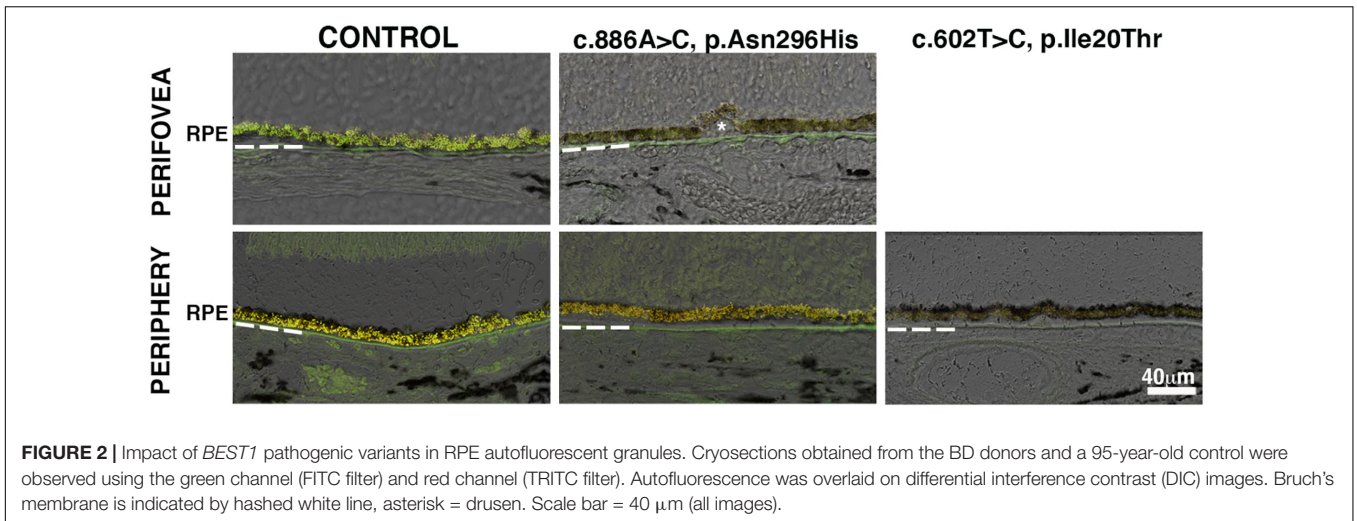 CONTROL
c.886A>C, p.Asn296His
c.602T>C, p.Ile20Thr
PERIFOVEA
RPE
*
PERIPHERY
RPE
40µm
FIGURE 2 | Impact of BEST1 pathogenic variants in RPE autofluorescent granules. Cryosections obtained from the BD donors and a 95-year-old control were
observed using the green channel (FITC filter) and red channel (TRITC filter). Autofluorescence was overlaid on differential interference contrast (DIC) images. Bruch's
membrane is indicated by hashed white line, asterisk = drusen. Scale bar = 40 µm (all images).